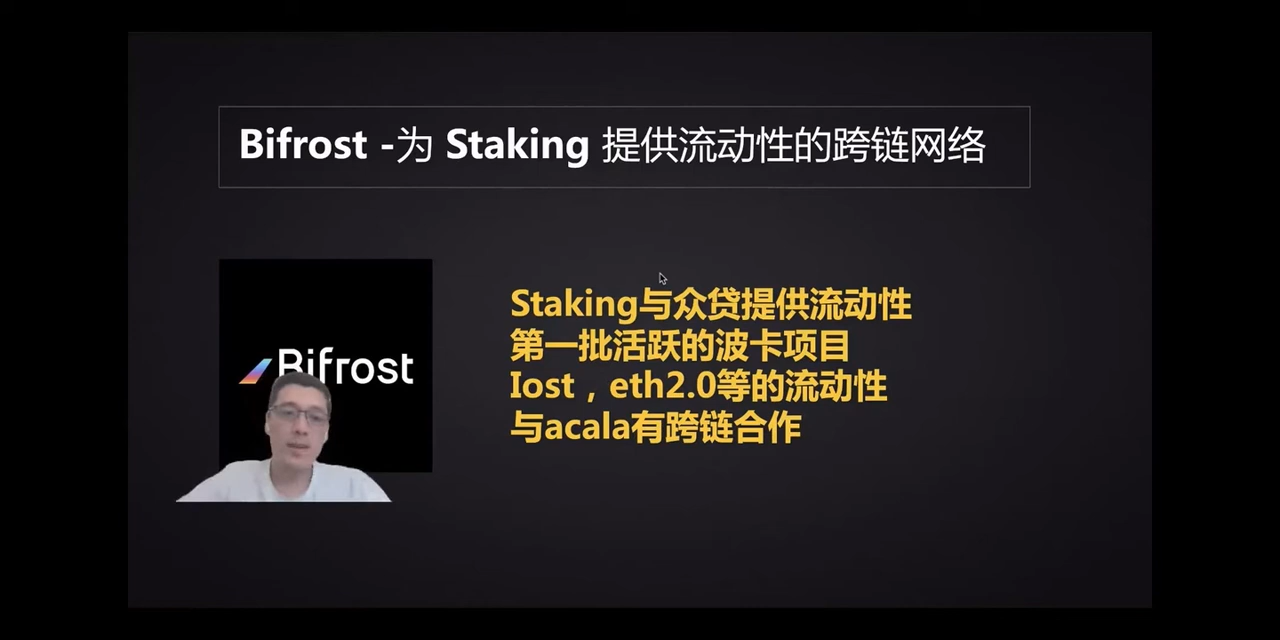 Bifrost -为 Staking 提供流动性的跨链网络
Bifrost
Staking与众贷提供流动性
第一批活跃的波卡项目
Iost，eth2.0等的流动性
与acala有跨链合作